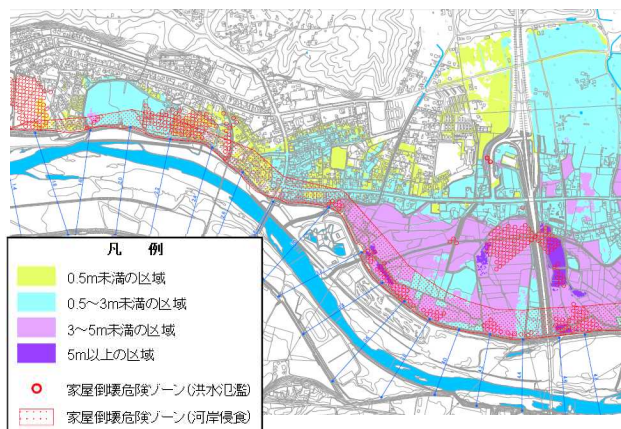 凡 例
0.5m未満の区域
0.5～3m未満の区域
3～5m未満の区域
5m以上の区域
家屋倒壊危険ゾーン(洪水氾濫)
家屋倒壊危険ゾーン(河岸侵食)